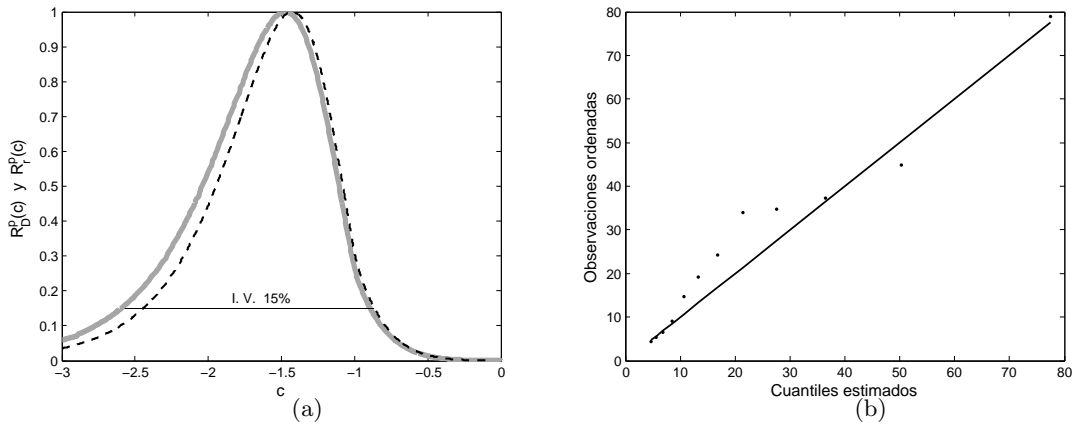 1
0.9
0.8
0.7
0.6
0.5
0.4
0.3
0.2
0.1
0
R_D^p(c) y R_r^p(c)
I. V. 15%
−3 −2.5 −2 −1.5 −1 −0.5 0
c
(a)
80
70
60
50
40
30
20
10
0
Observaciones ordenadas
0 10 20 30 40 50 60 70 80
Cuantiles estimados
(b)